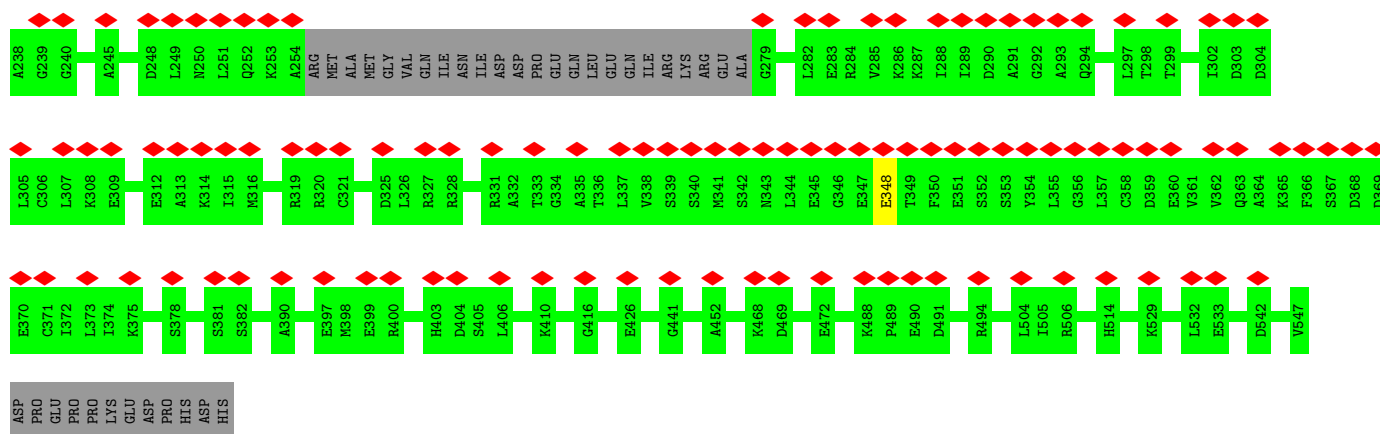 A238 G239 G240 A245 D248 L249 N250 L251 Q252 K253 A254 ARG MET ALA MET GLY VAL GLN ILE ASN ILE ASP ASP PRO GLU GLN LEU GLU GLN ILE ARG LYS ARG GLU ALA G279 L282 E283 R284 V285 K286 K287 I288 I289 D290 A291 G292 A293 Q294 L297 T298 T299 I302 D303 D304
L305 C306 L307 K308 E309 E312 A313 K314 I315 M316 R319 R320 C321 D325 L326 R327 R328 R331 A332 T333 G334 A335 T336 L337 V338 S339 S340 M341 S342 N343 L344 E345 G346 E347 E348 T349 F350 E351 S352 S353 Y354 L355 G356 L357 C358 D359 E360 V361 V362 Q363 A364 K365 F366 S367 D368 D369
E370 C371 I372 L373 I374 K375 S378 S381 S382 A390 E397 M398 E399 R400 H403 D404 S405 L406 K410 G416 E426 G441 A452 K468 D469 E472 K488 P489 E490 D491 R494 L504 I505 R506 H514 K529 L532 E533 D542 V547
ASP PRO GLU PRO PRO LYS GLU ASP PRO HIS ASP HIS